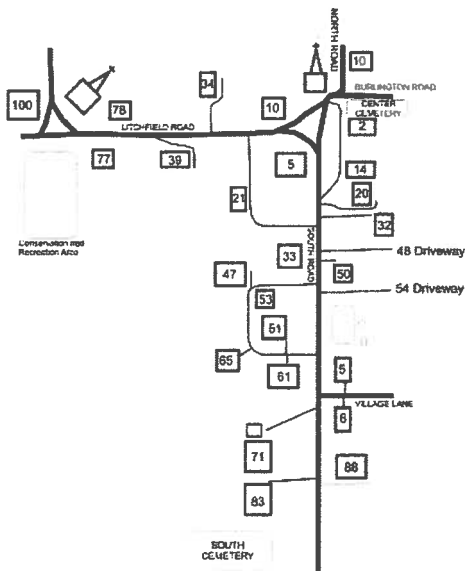 NORTH ROAD
10
BURLINGTON ROAD
CENTER
CEMETERY
100
78
34
10
2
LITCHFIELD ROAD
77
39
5
14
21
20
32
Conservation and
Recreation Area
SOUTH ROAD
33
48 Driveway
47
50
53
54 Driveway
51
65
61
5
VILLAGE LANE
6
71
88
83
SOUTH
CEMETERY